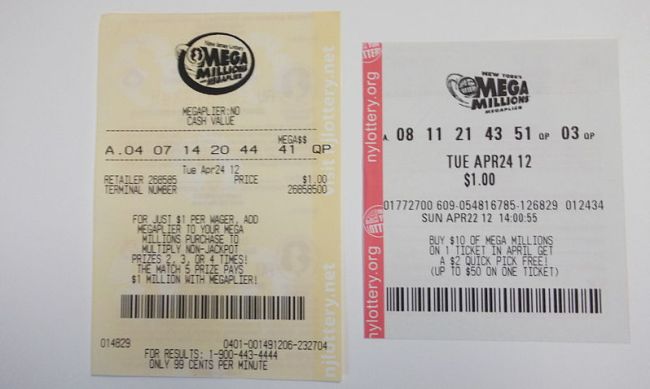 New Jersey Lottery
MEGA
MILLIONS
MEGAPLIER
MEGAPLIER:NO
CASH VALUE
MEGA$$
A.04 07 14 20 44 41 QP
Tue Apr24 12
RETAILER 268585 PRICE $1.00
TERMINAL NUMBER 26858500
FOR JUST $1 PER WAGER, ADD
MEGAPLIER TO YOUR MEGA
MILLIONS PURCHASE TO
MULTIPLY NON-JACKPOT
PRIZES 2, 3, OR 4 TIMES!
THE MATCH 5 PRIZE PAYS
$1 MILLION WITH MEGAPLIER!
014829 0401-001491206-232704
FOR RESULTS: 1-900-443-4444
ONLY 99 CENTS PER MINUTE
visit njlottery.net
njlottery.net
NEW YORK'S
MEGA
MILLIONS
MEGAPLIER
A. 08 11 21 43 51 QP 03 QP
TUE APR24 12
$1.00
01772700 609-054816785-126829 012434
SUN APR22 12 14:00:55
BUY $10 OF MEGA MILLIONS
ON 1 TICKET IN APRIL GET
A $2 QUICK PICK FREE!
(UP TO $50 ON ONE TICKET)
nylottery.org
nylottery.org